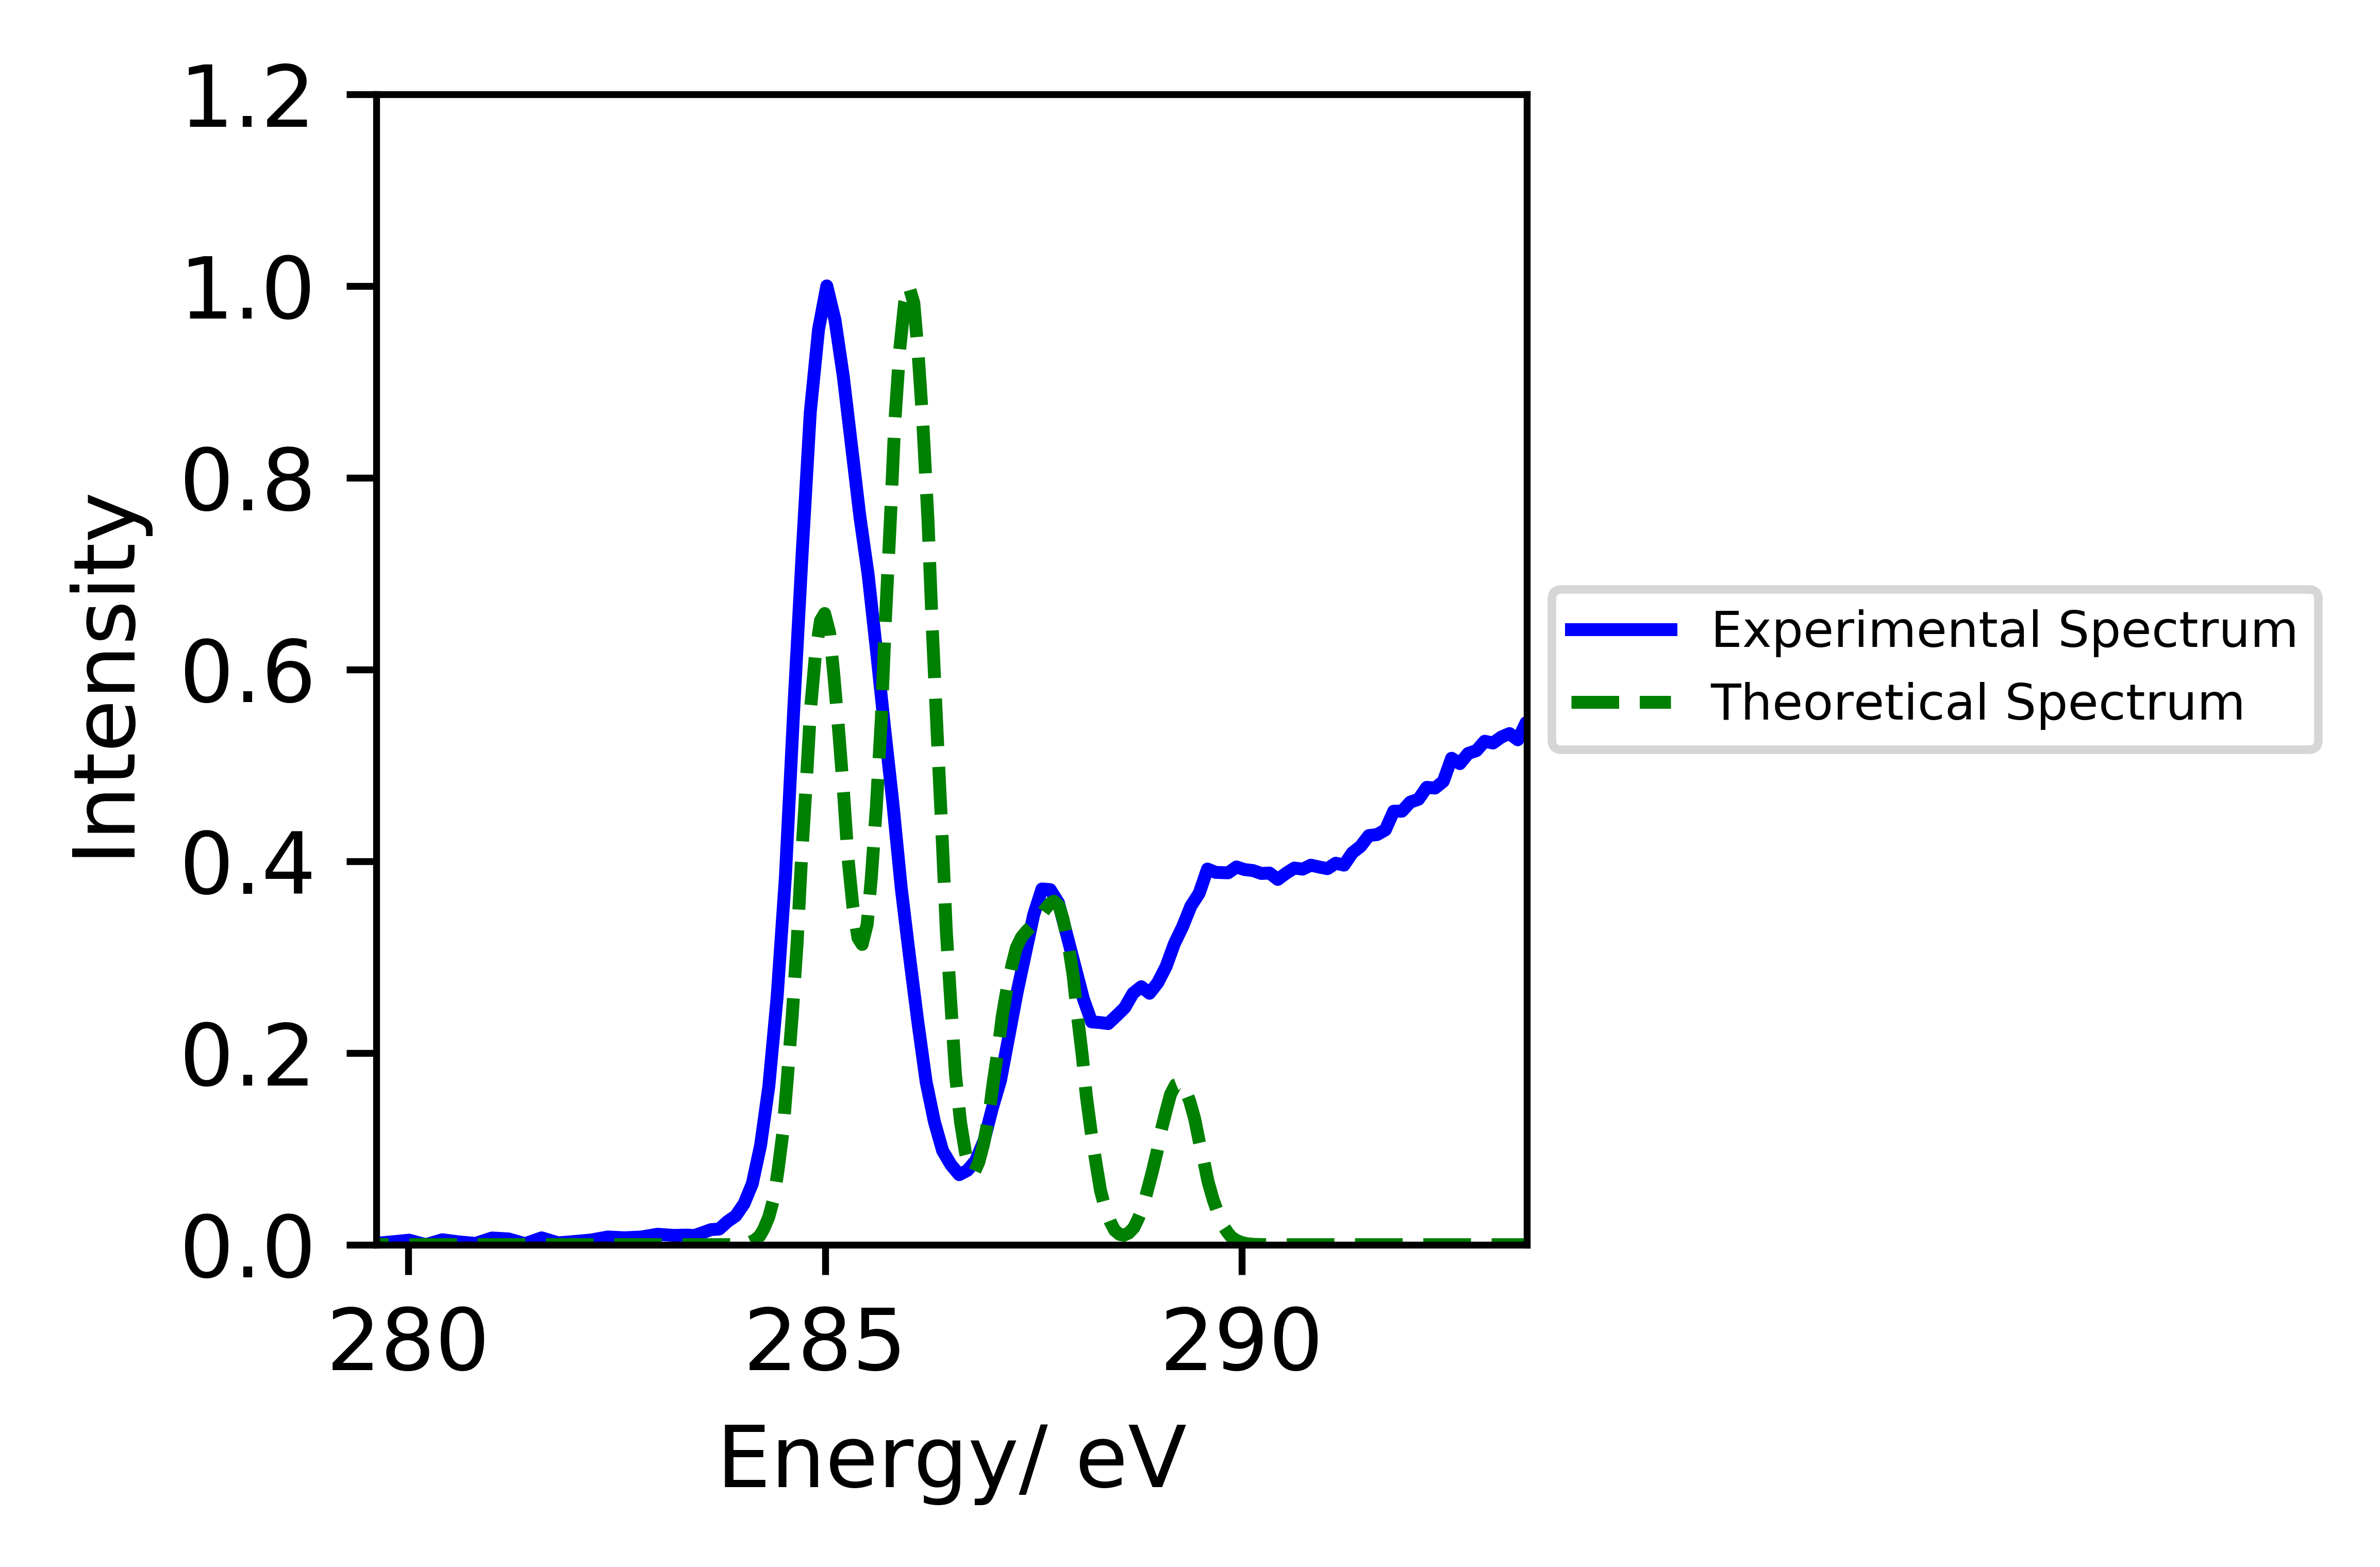 1.2
1.0
0.8
0.6
0.4
0.2
0.0
Intensity
280 285 290
Energy/ eV
Experimental Spectrum
Theoretical Spectrum